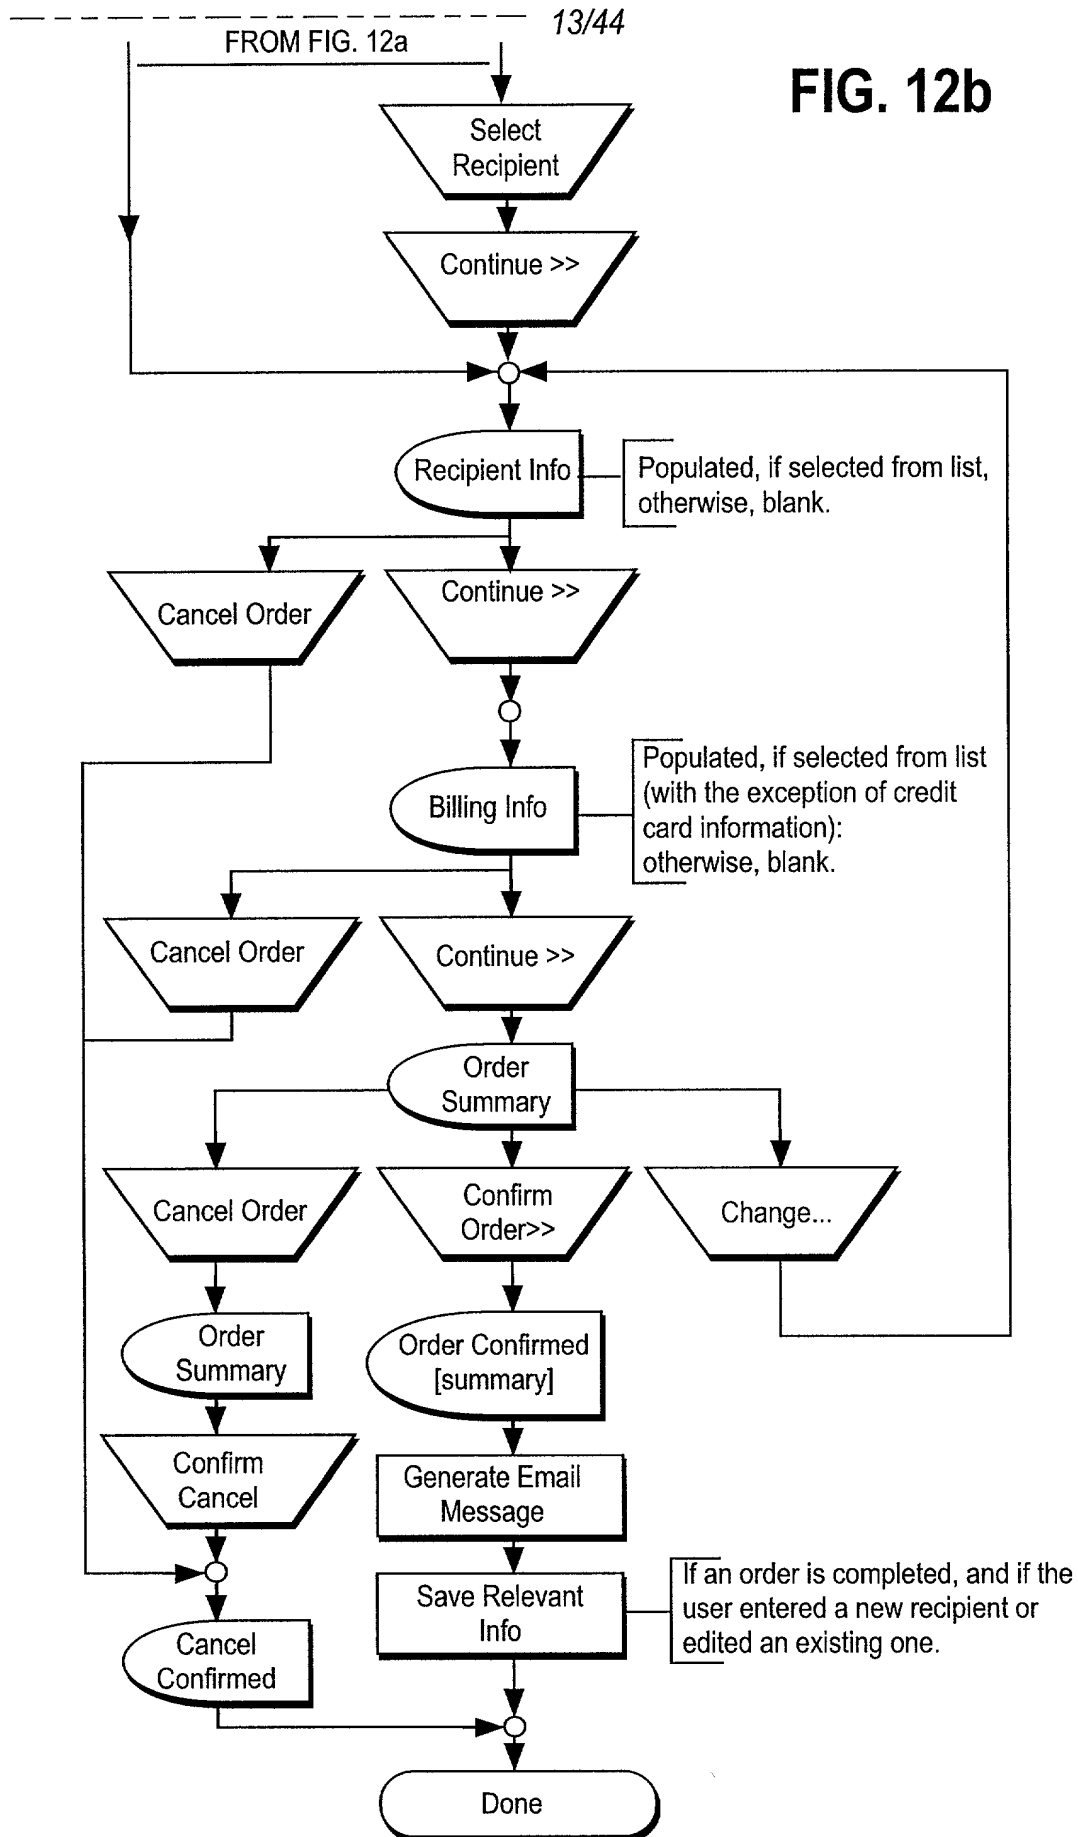 13/44
FROM FIG. 12a
FIG. 12b
Select
Recipient
Continue >>
Recipient Info
Populated, if selected from list,
otherwise, blank.
Cancel Order
Continue >>
Billing Info
Populated, if selected from list
(with the exception of credit
card information):
otherwise, blank.
Cancel Order
Continue >>
Order
Summary
Cancel Order
Confirm
Order>>
Change...
Order
Summary
Order Confirmed
[summary]
Confirm
Cancel
Generate Email
Message
Save Relevant
Info
If an order is completed, and if the
user entered a new recipient or
edited an existing one.
Cancel
Confirmed
Done